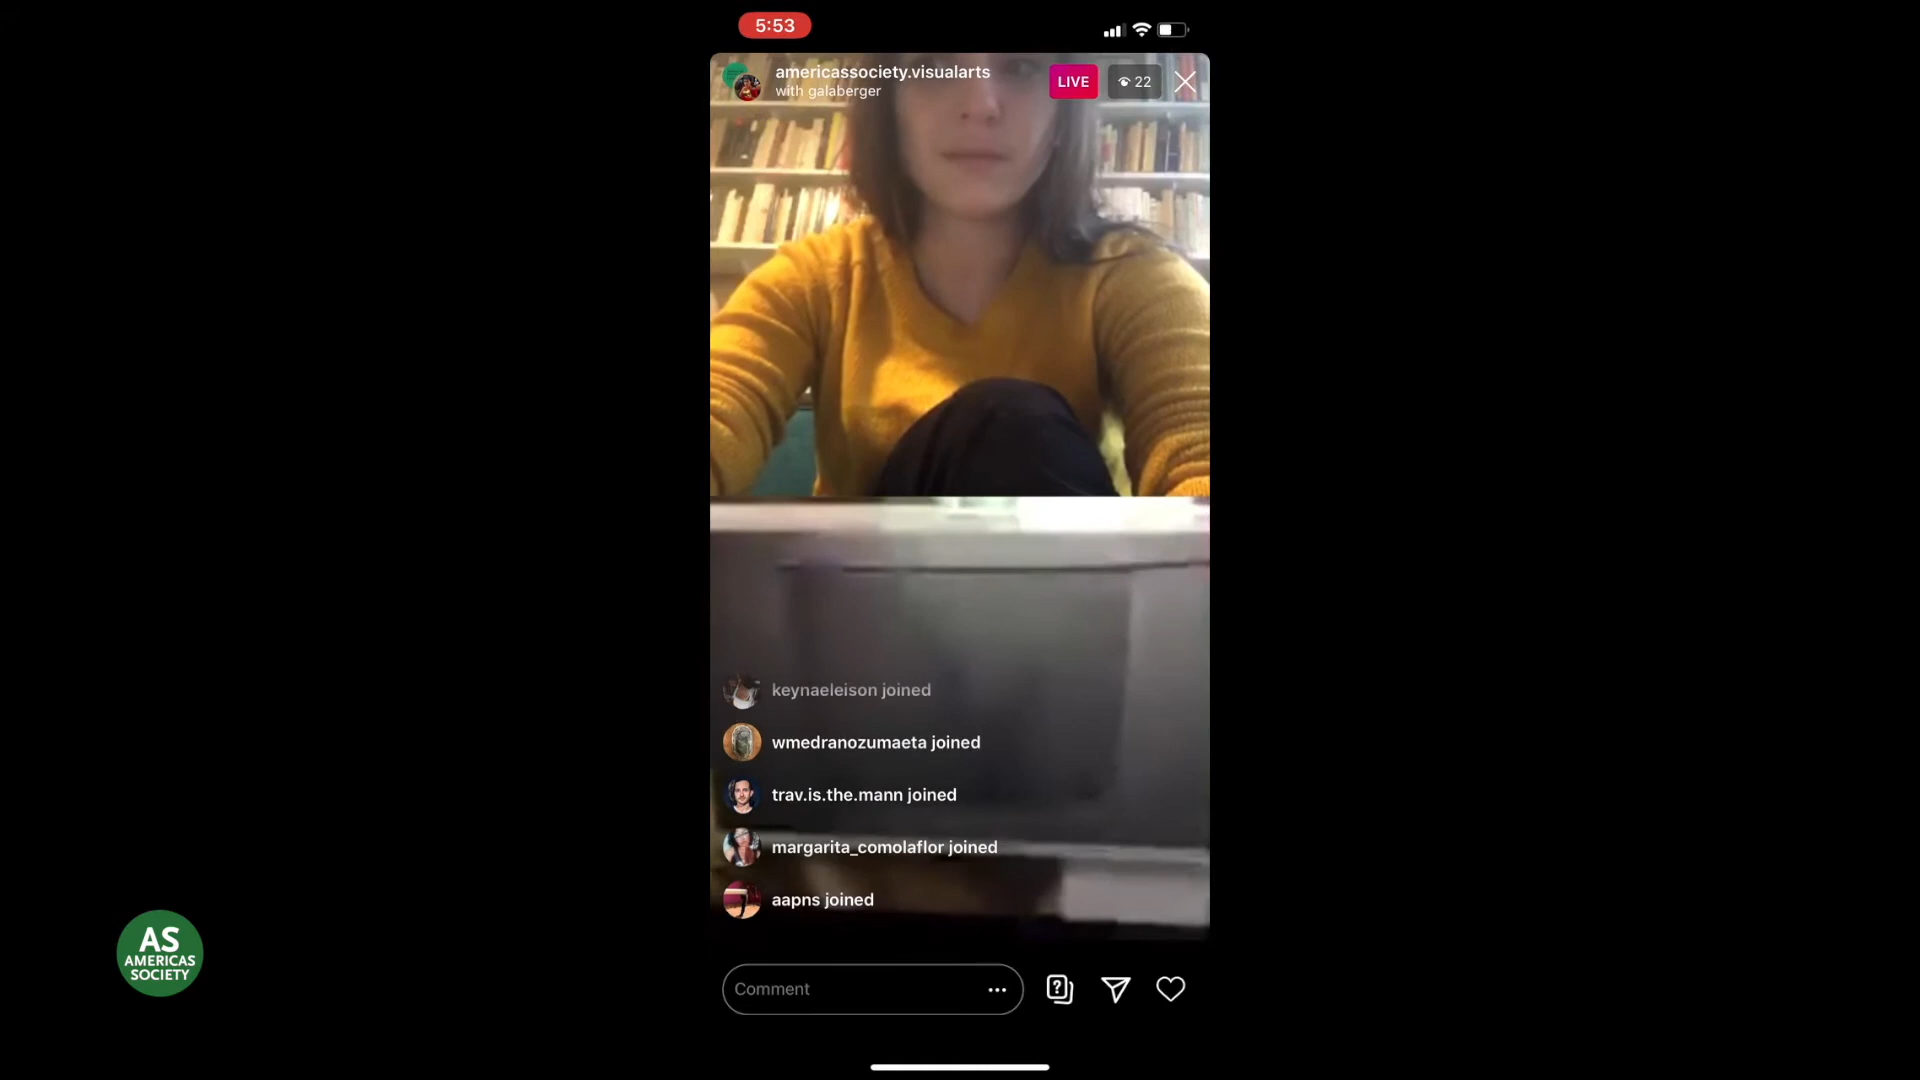 5:53
americassociety.visualarts
with galaberger
LIVE
22
keynaeleison joined
wmedranozumaeta joined
trav.is.the.mann joined
margarita_comolaflor joined
aapns joined
Comment
AS
AMERICAS
SOCIETY